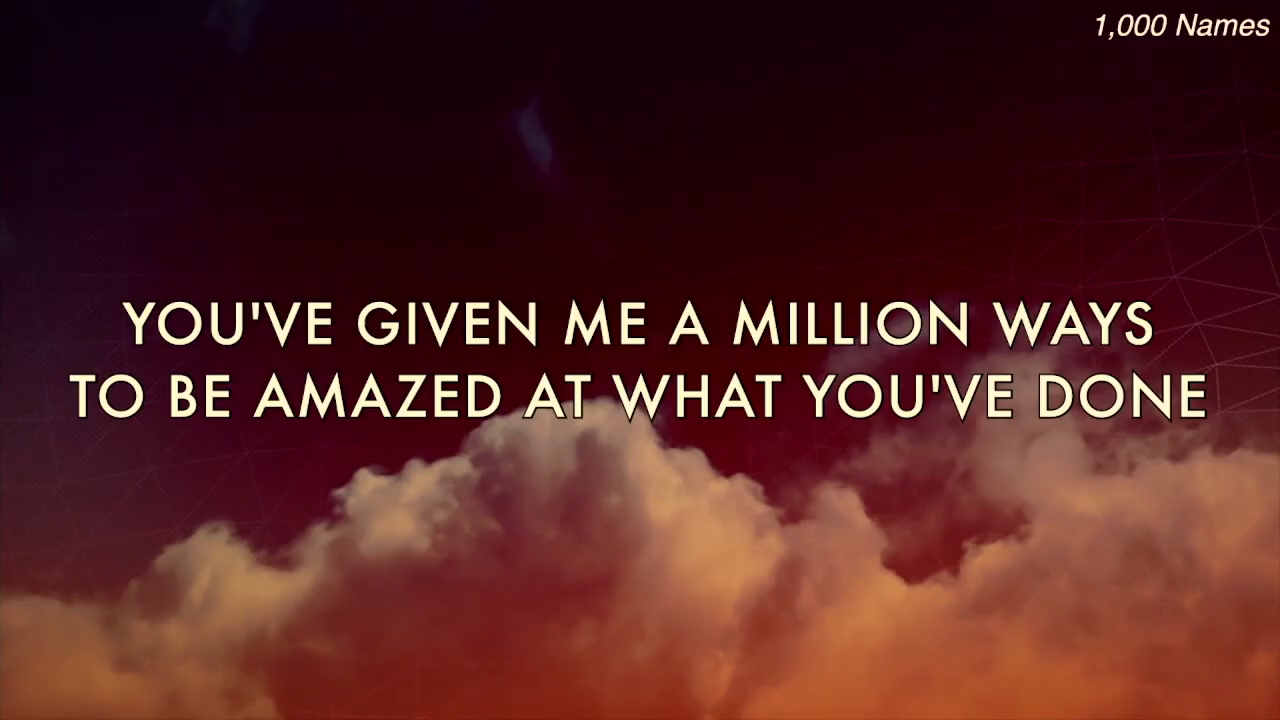 1,000 Names
YOU'VE GIVEN ME A MILLION WAYS
TO BE AMAZED AT WHAT YOU'VE DONE